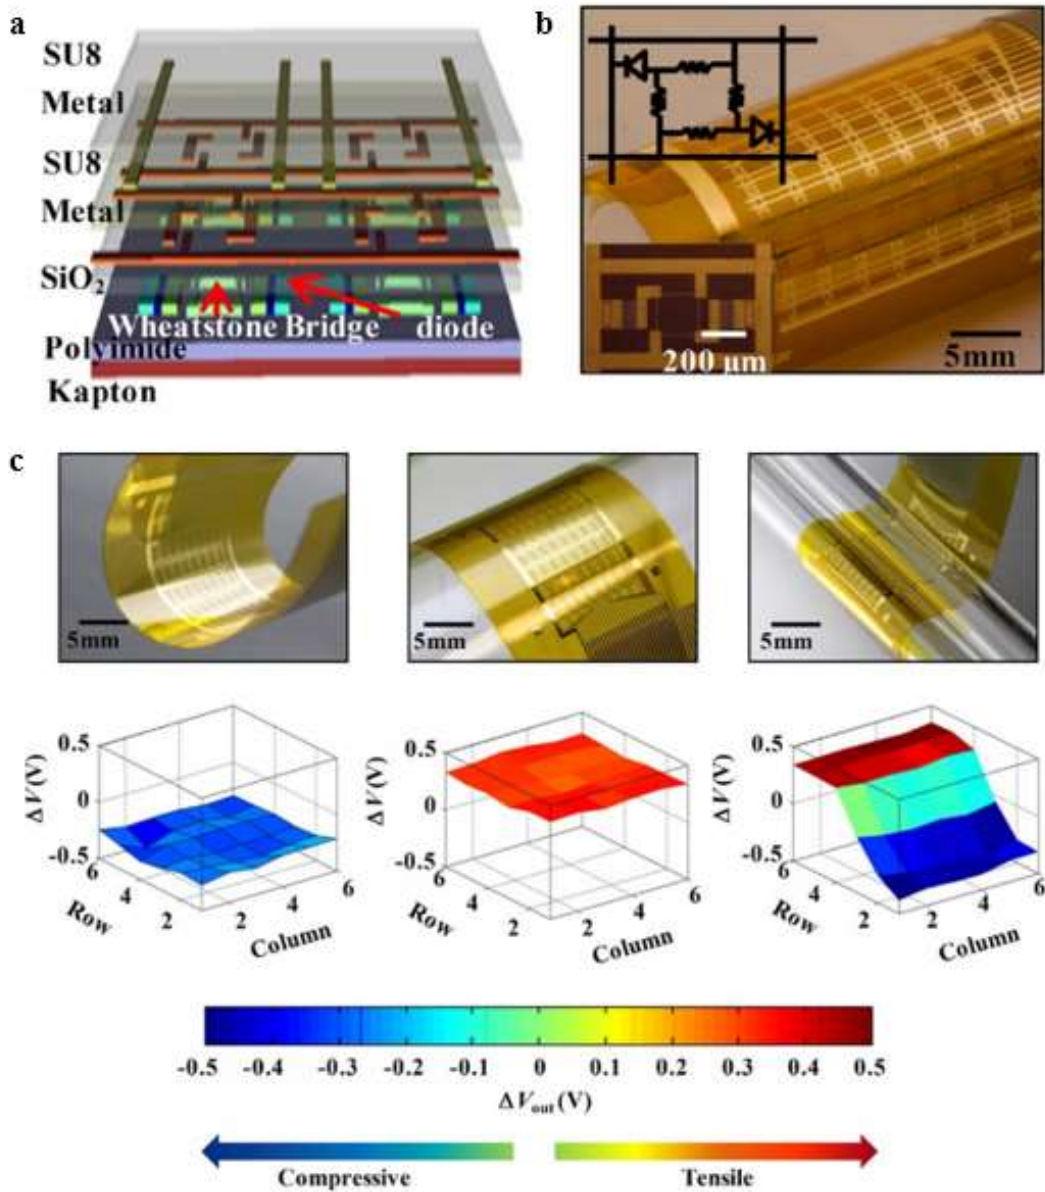 a
SU8
Metal
SU8
Metal
SiO₂
Wheatstone Bridge diode
Polyimide
Kapton
b
200 μm
5mm
c
5mm
5mm
5mm
ΔV(V)
0.5
0
-0.5
6
4
2
Row
2
4
6
Column
ΔV(V)
0.5
0
-0.5
6
4
2
Row
2
4
6
Column
ΔV(V)
0.5
0
-0.5
6
4
2
Row
2
4
6
Column
-0.5 -0.4 -0.3 -0.2 -0.1 0 0.1 0.2 0.3 0.4 0.5
ΔVout(V)
Compressive Tensile